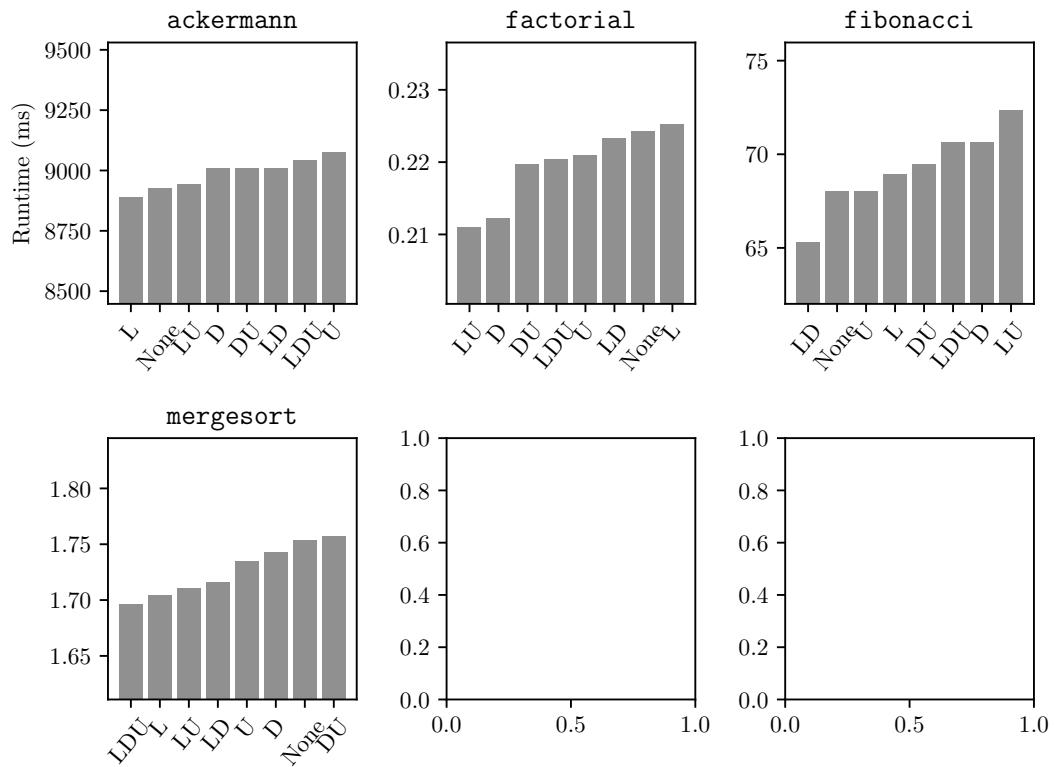 ackermann
9500
9250
9000
8750
8500
Runtime (ms)
L
None
LU
D
DU
LD
LDU
U
factorial
0.23
0.22
0.21
LU
D
DU
LDU
U
LD
None
L
fibonacci
75
70
65
LD
None
U
L
DU
LDU
D
LU
mergesort
1.80
1.75
1.70
1.65
LDU
L
LU
LD
U
D
None
DU
1.0
0.8
0.6
0.4
0.2
0.0
0.0 0.5 1.0
1.0
0.8
0.6
0.4
0.2
0.0
0.0 0.5 1.0